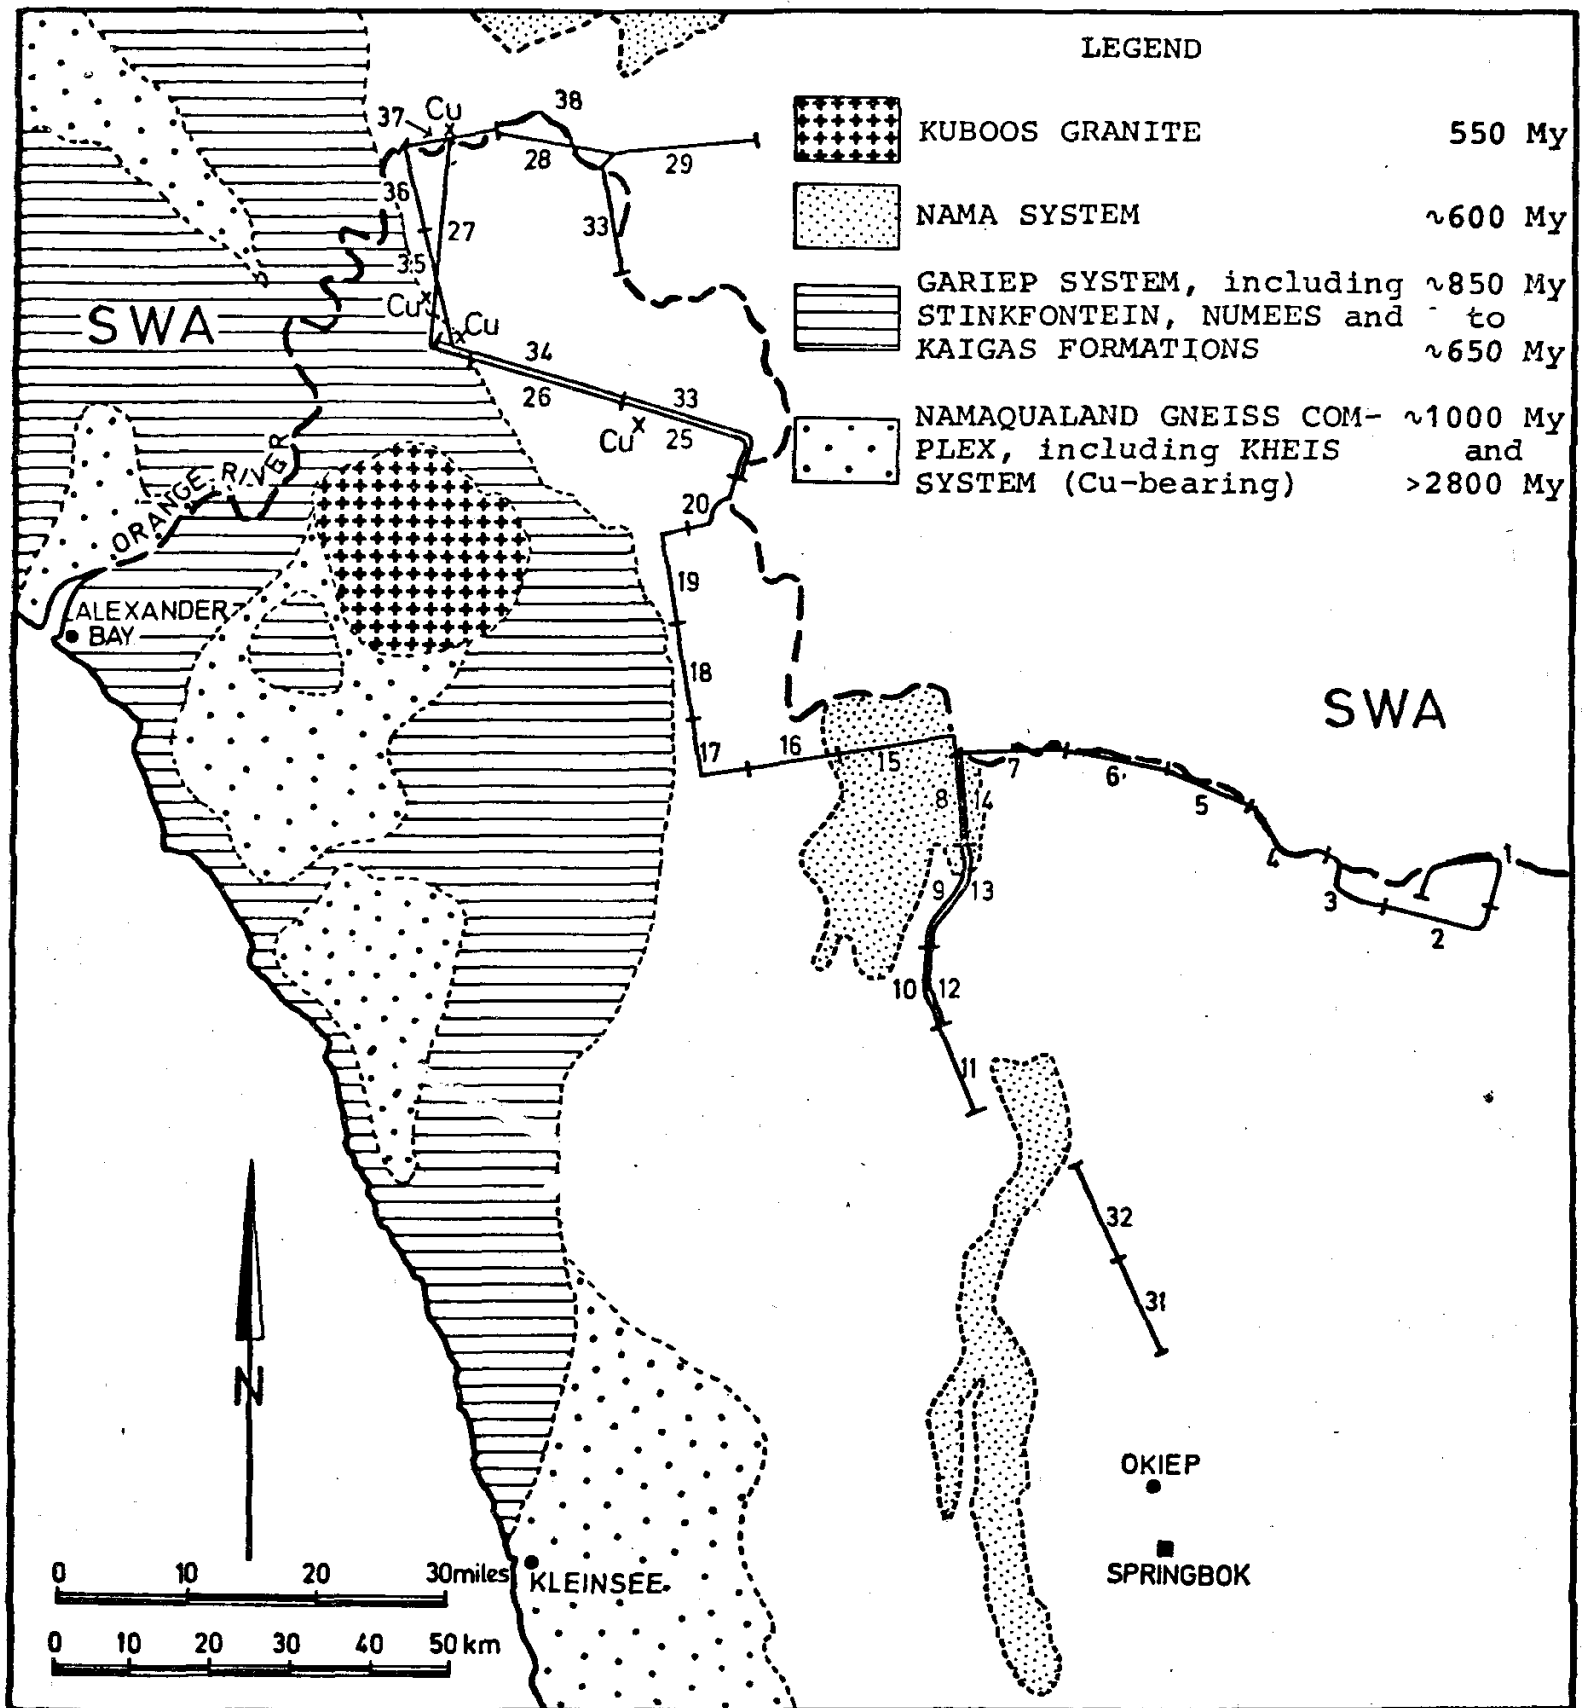 LEGEND
KUBOOS GRANITE 550 My
NAMA SYSTEM ~600 My
GARIEP SYSTEM, including ~850 My
STINKFONTEIN, NUMEES and to
KAIGAS FORMATIONS ~650 My
NAMAQUALAND GNEISS COM- ~1000 My
PLEX, including KHEIS and
SYSTEM (Cu-bearing) >2800 My
37 Cu 38
28 29
36
27 33
35
Cu
Cu
SWA
34
26 33
Cu 25
ORANGE RIVER
20
19
ALEXANDER
BAY
18
SWA
17 16 15 7 6
8 14 5
4 1
9 13 3
2
10 12
11
32
31
N
OKIEP
SPRINGBOK
KLEINSEE
0 10 20 30 miles
0 10 20 30 40 50 km